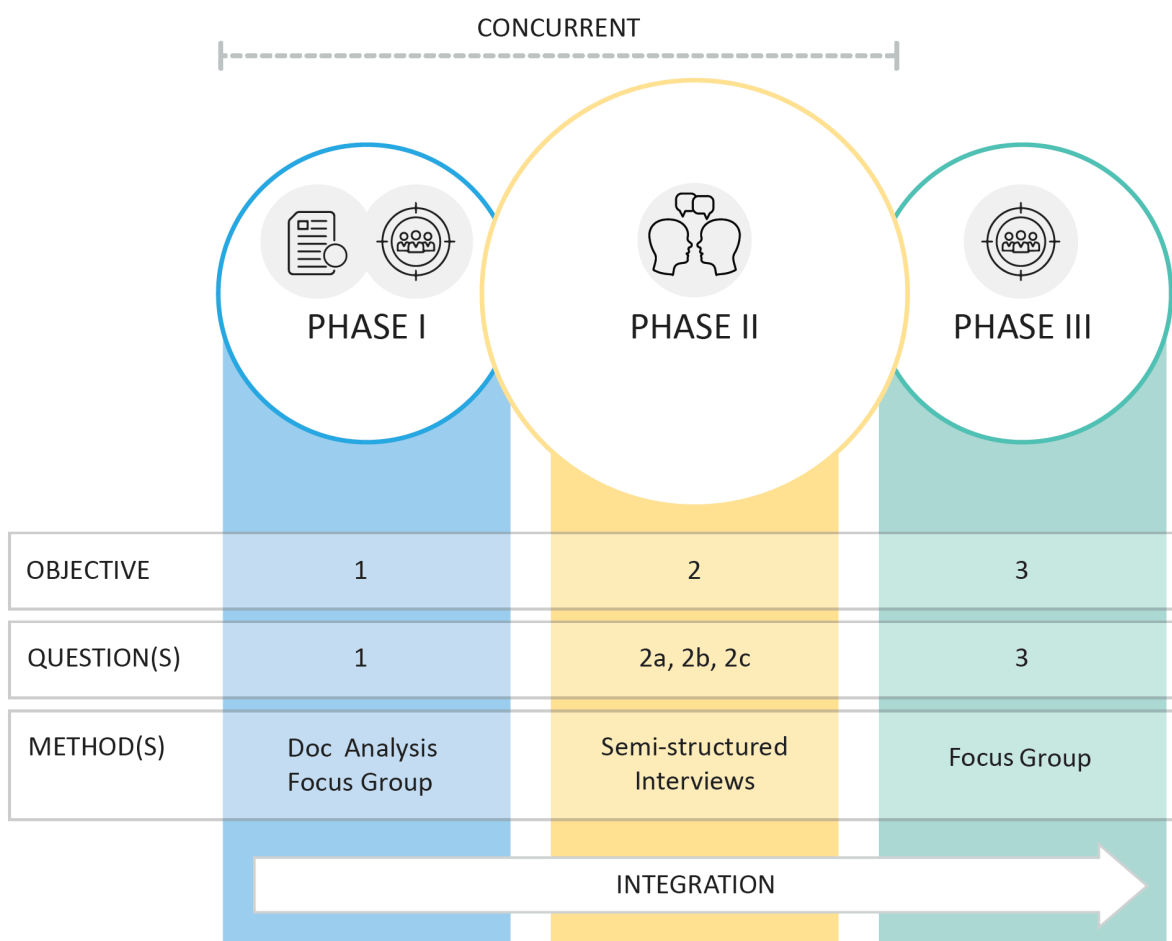 CONCURRENT
PHASE I
PHASE II
PHASE III
OBJECTIVE
1
2
3
QUESTION(S)
1
2a, 2b, 2c
3
METHOD(S)
Doc Analysis
Focus Group
Semi-structured
Interviews
Focus Group
INTEGRATION